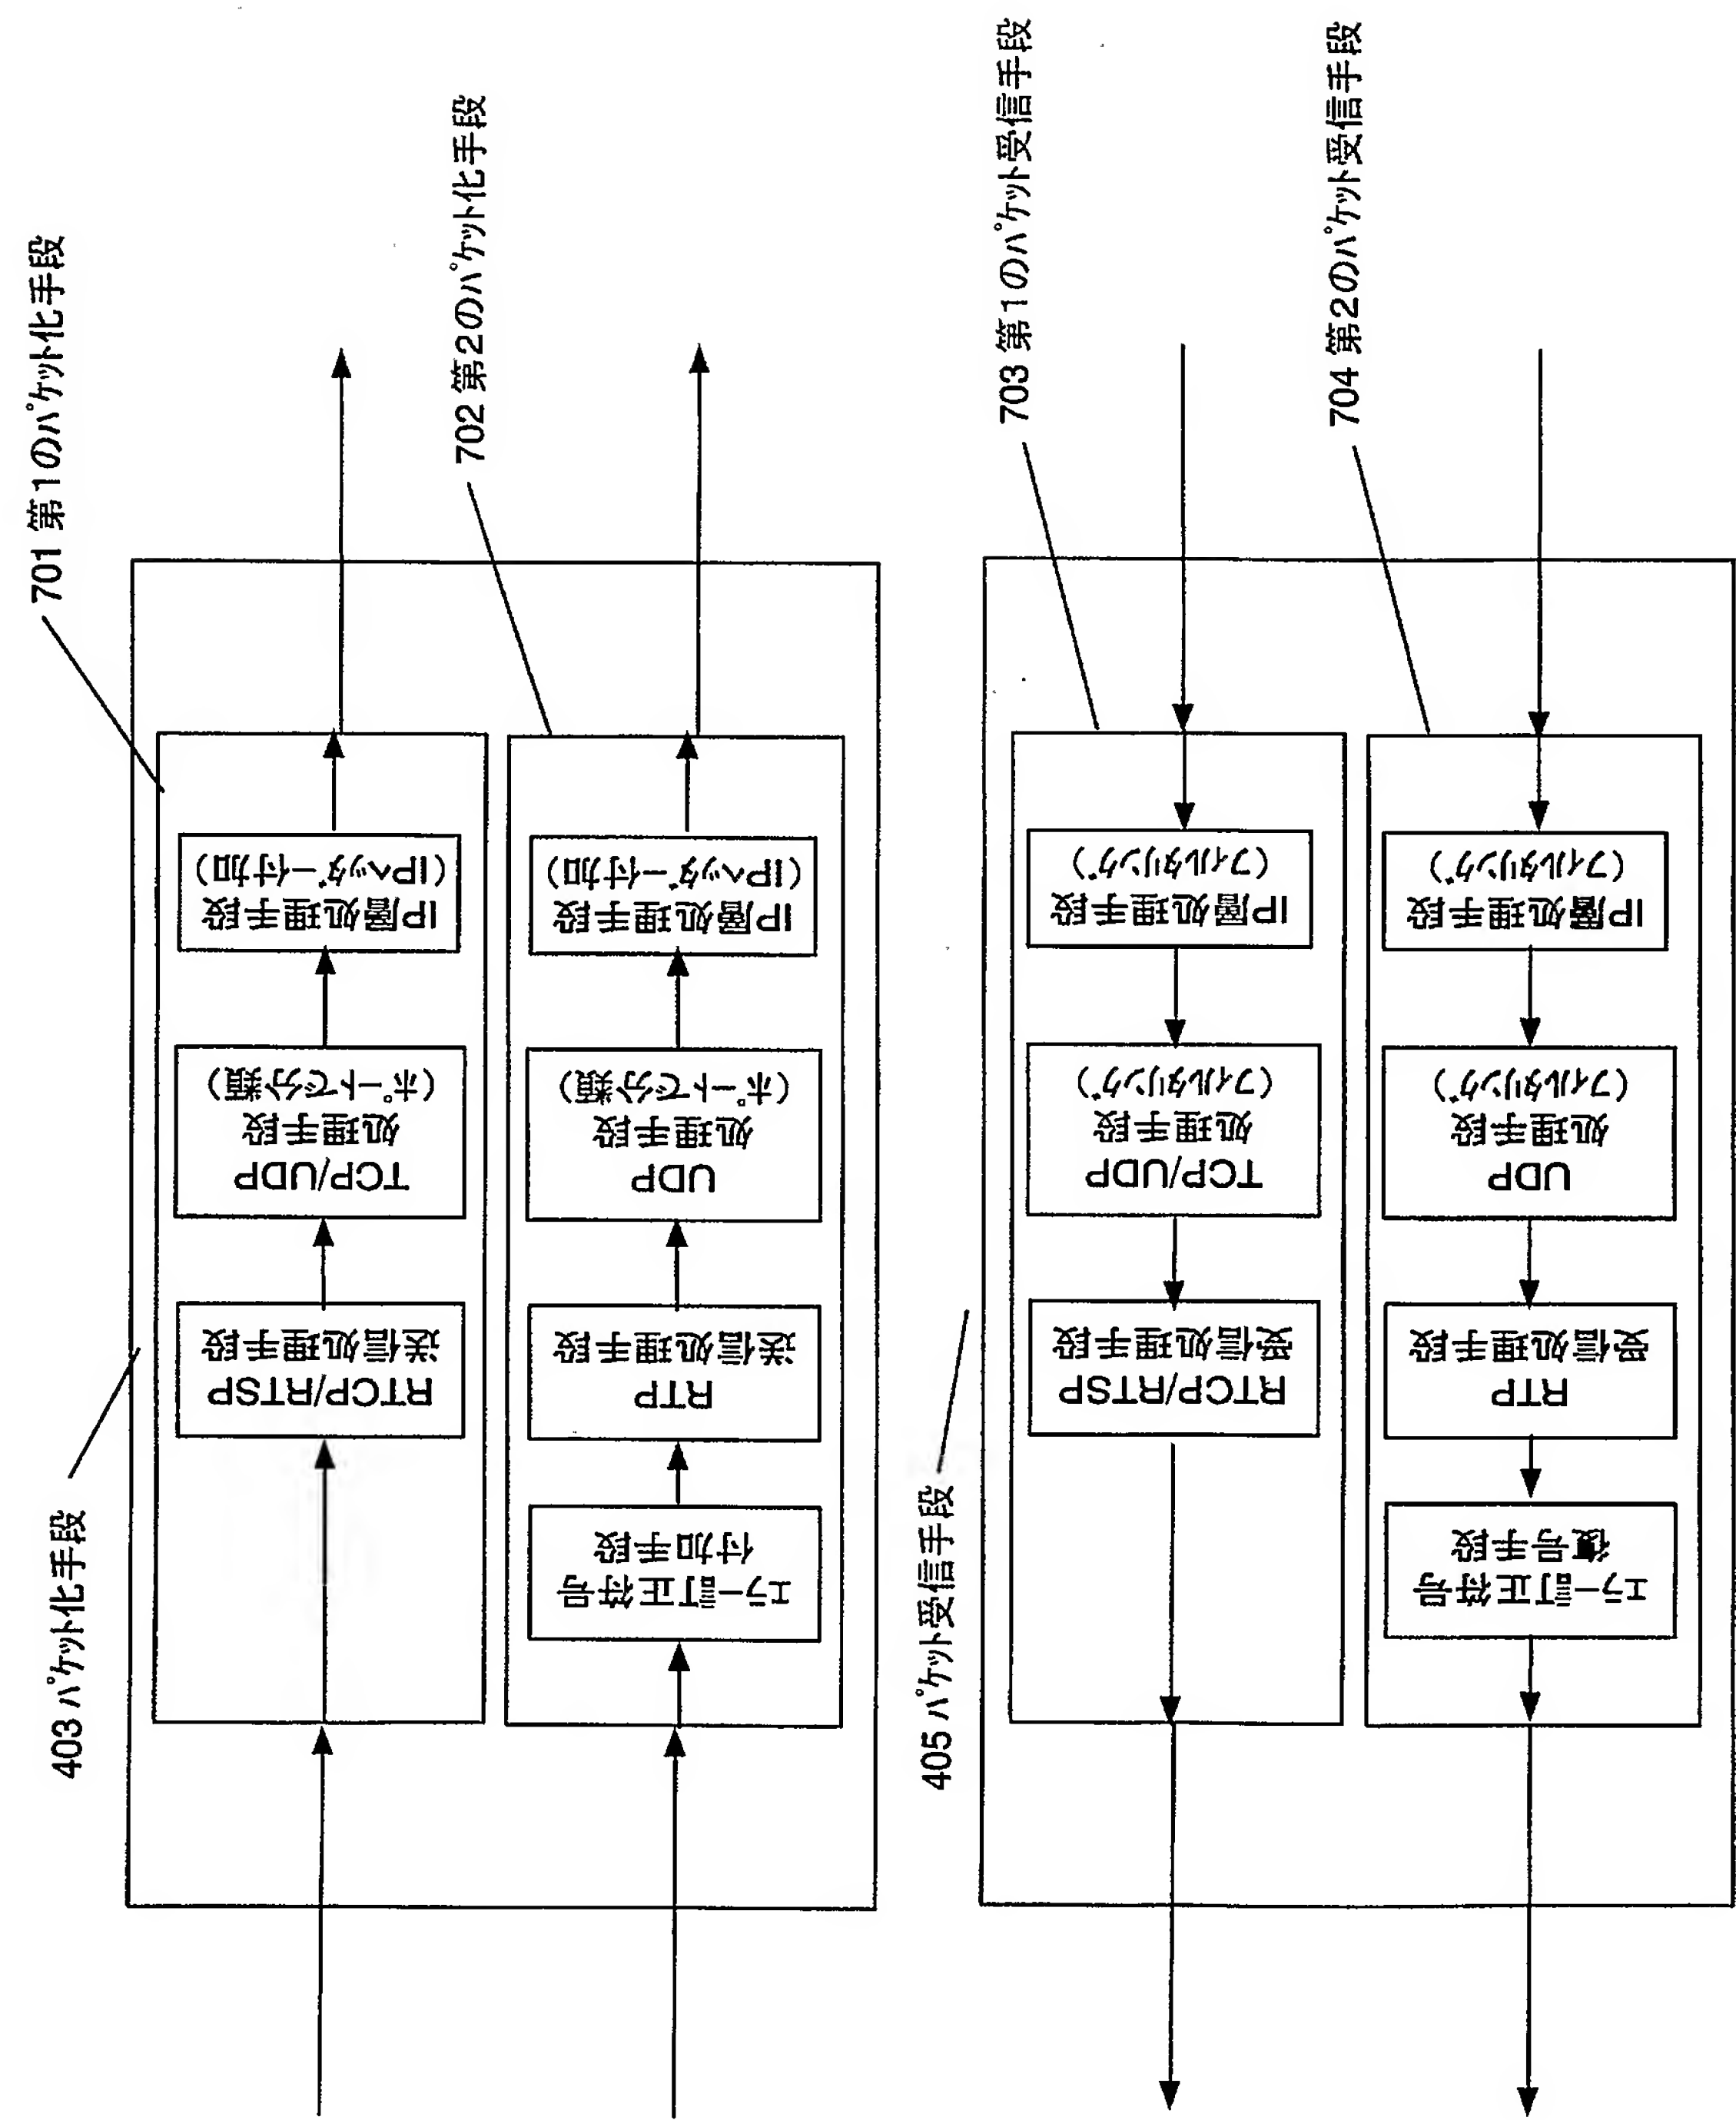 403 パケット化手段
701 第1のパケット化手段
RTCP/RTSP
送信処理手段
TCP/UDP
処理手段
(ポートで分類)
IP層処理手段
(IPヘッダー付加)
702 第2のパケット化手段
エラー訂正符号
付加手段
RTP
送信処理手段
UDP
処理手段
(ポートで分類)
IP層処理手段
(IPヘッダー付加)
405 パケット受信手段
703 第1のパケット受信手段
IP層処理手段
(フィルタリング)
TCP/UDP
処理手段
(フィルタリング)
RTCP/RTSP
受信処理手段
704 第2のパケット受信手段
IP層処理手段
(フィルタリング)
UDP
処理手段
(フィルタリング)
RTP
受信処理手段
エラー訂正符号
復号手段